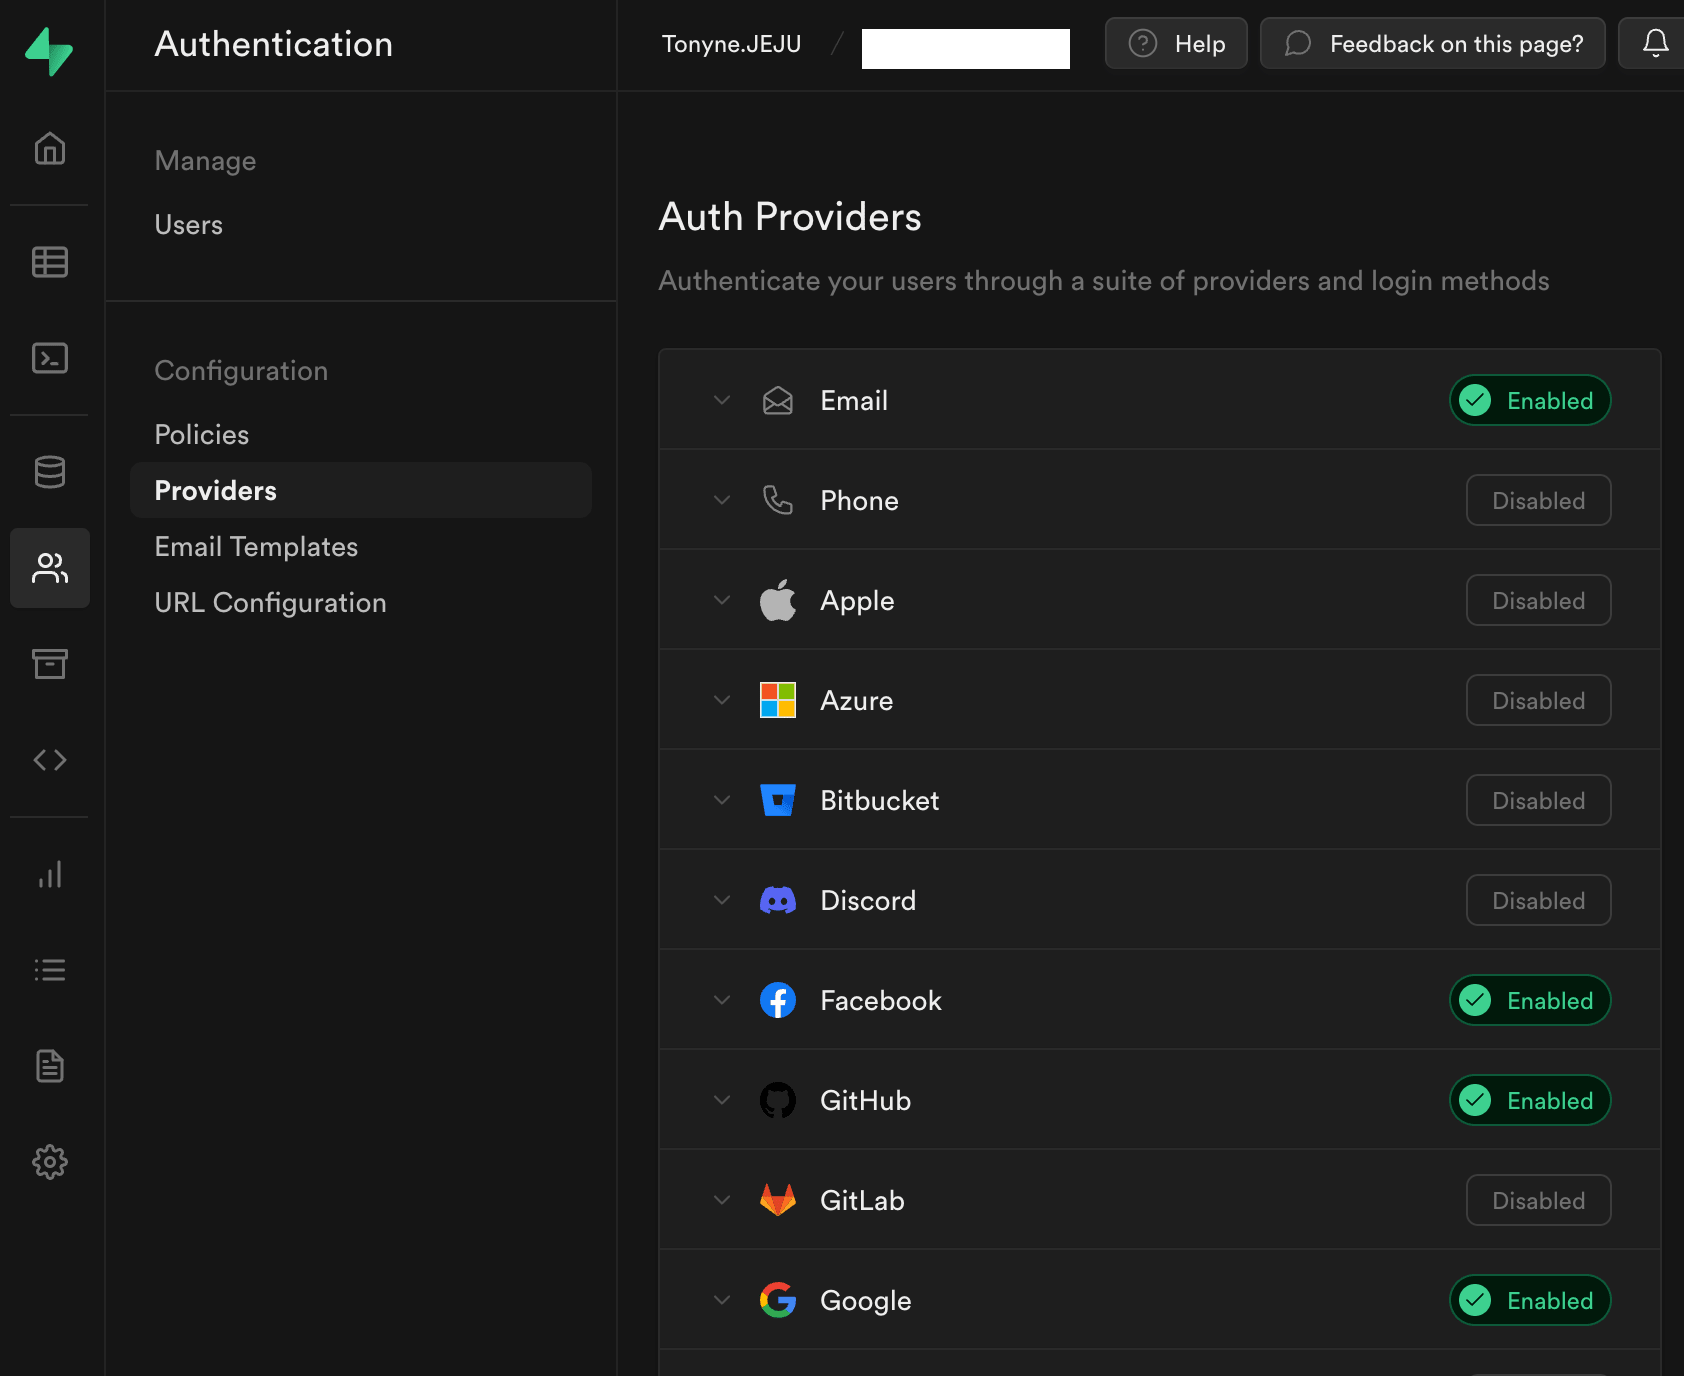 Authentication
Tonyne.JEJU /
Help
Feedback on this page?
Manage
Users
Configuration
Policies
Providers
Email Templates
URL Configuration
Auth Providers
Authenticate your users through a suite of providers and login methods
Email Enabled
Phone Disabled
Apple Disabled
Azure Disabled
Bitbucket Disabled
Discord Disabled
Facebook Enabled
GitHub Enabled
GitLab Disabled
Google Enabled